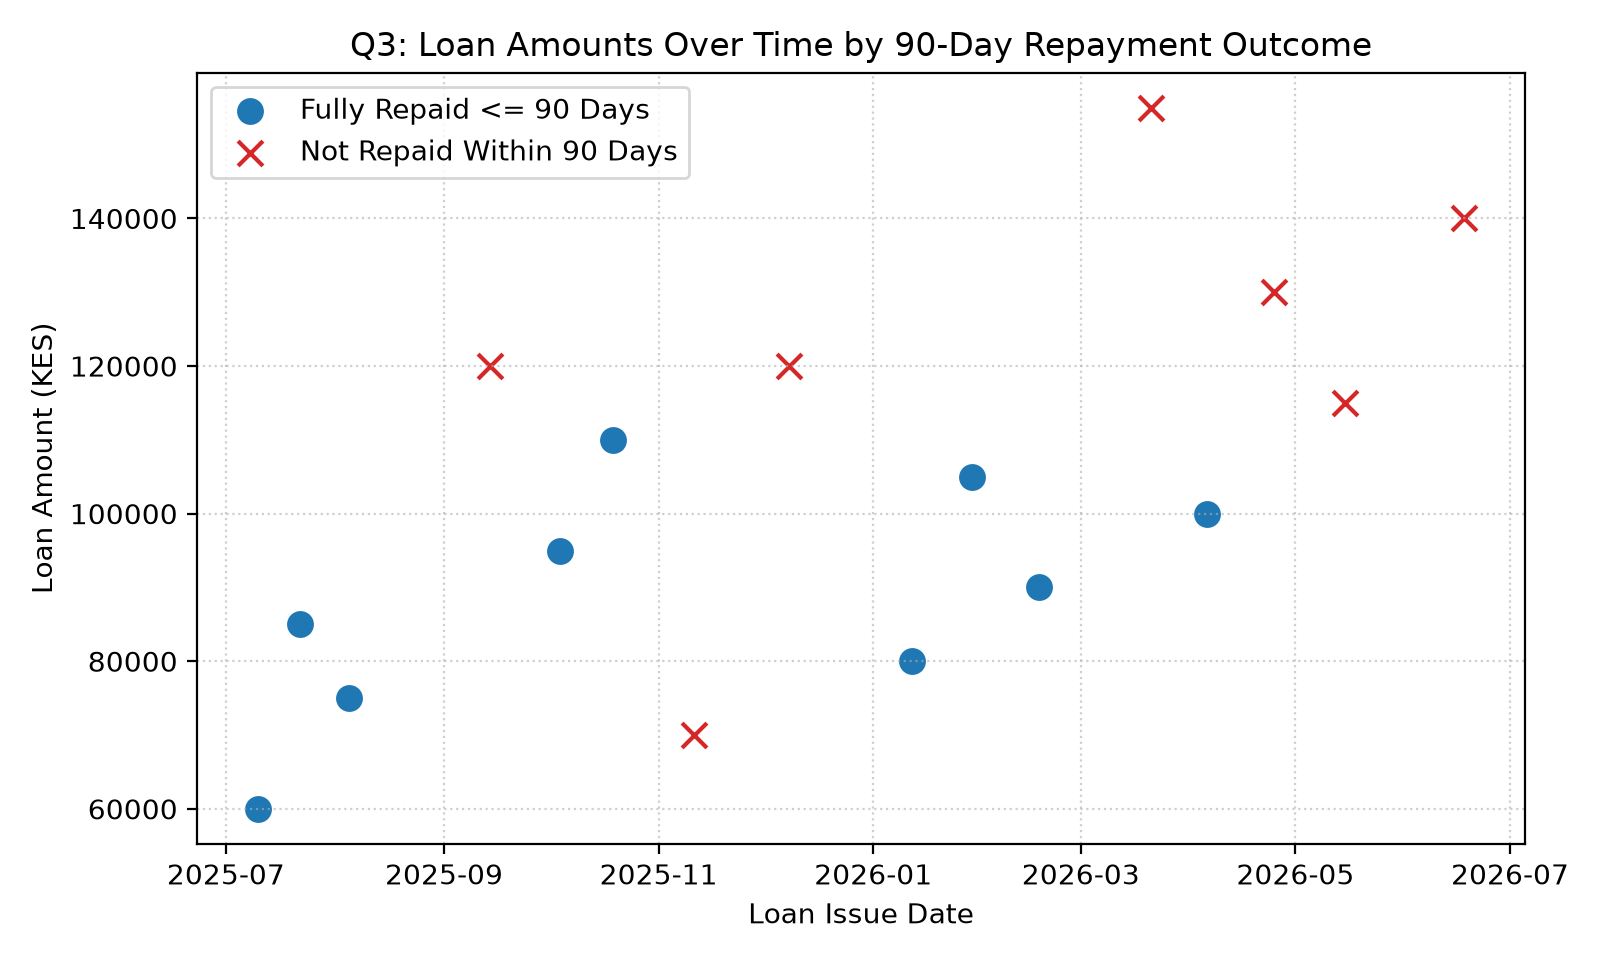 Q3: Loan Amounts Over Time by 90-Day Repayment Outcome
Fully Repaid <= 90 Days
Not Repaid Within 90 Days
Loan Amount (KES)
140000
120000
100000
80000
60000
2025-07 2025-09 2025-11 2026-01 2026-03 2026-05 2026-07
Loan Issue Date